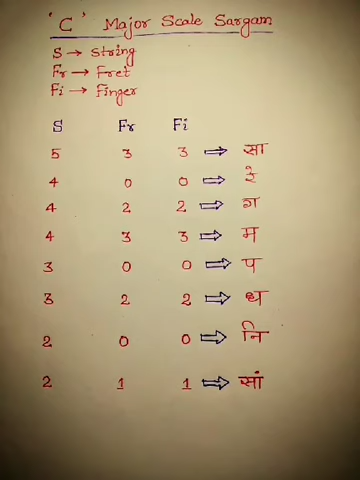 'C' Major Scale Sargam
S → String
Fr → Fret
Fi → Finger
S Fr Fi
5 3 3 ⇒ सा
4 0 0 ⇒ रे
4 2 2 ⇒ ग
4 3 3 ⇒ म
3 0 0 ⇒ प
3 2 2 ⇒ ध
2 0 0 ⇒ नि
2 1 1 ⇒ सां